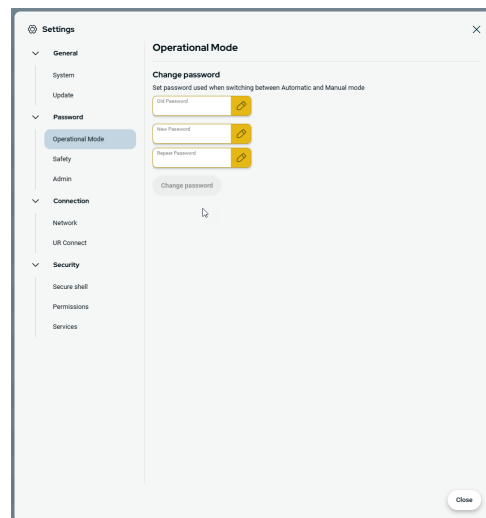 Settings
General
System
Update
Password
Operational Mode
Safety
Admin
Connection
Network
UR Connect
Security
Secure shell
Permissions
Services
Operational Mode
Change password
Set password used when switching between Automatic and Manual mode
Old Password
New Password
Repeat Password
Change password
Close